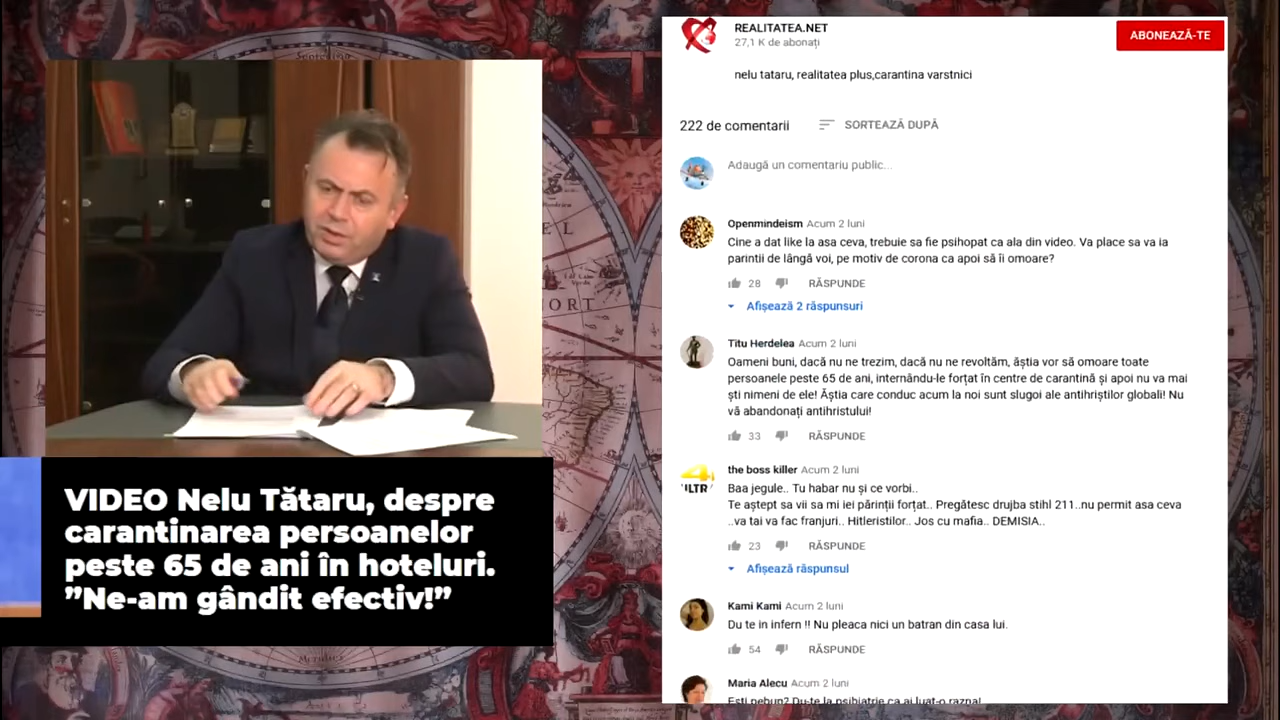 REALITATEA.NET
27,1 K de abonați
ABONEAZĂ-TE
nelu tataru, realitatea plus,carantina varstnici
222 de comentarii
SORTEAZĂ DUPĂ
Adaugă un comentariu public...
Openmindeism Acum 2 luni
Cine a dat like la asa ceva, trebuie sa fie psihopat ca ala din video. Va place sa va ia
parintii de lângă voi, pe motiv de corona ca apoi să îi omoare?
28 RĂSPUNDE
Afișează 2 răspunsuri
Titu Herdelea Acum 2 luni
Oameni buni, dacă nu ne trezim, dacă nu ne revoltăm, ăștia vor să omoare toate
persoanele peste 65 de ani, internându-le forțat în centre de carantină și apoi nu va mai
ști nimeni de ele! Ăștia care conduc acum la noi sunt slugoi ale antihriștilor globali! Nu
vă abandonați antihristului!
33 RĂSPUNDE
the boss killer Acum 2 luni
Baa jegule.. Tu habar nu și ce vorbi..
Te aștept sa vii sa mi iei părinții forțat.. Pregătesc drujba stihl 211..nu permit asa ceva
..va tai va fac franjuri.. Hitleristilor.. Jos cu mafia.. DEMISIA..
23 RĂSPUNDE
Afișează răspunsul
Kami Kami Acum 2 luni
Du te in infern !! Nu pleaca nici un batran din casa lui.
54 RĂSPUNDE
Maria Alecu Acum 2 luni
Esti nebun? Du-te la psihiatrie ca ai luat-o razna!
VIDEO Nelu Tătaru, despre
carantinarea persoanelor
peste 65 de ani în hoteluri.
”Ne-am gândit efectiv!”